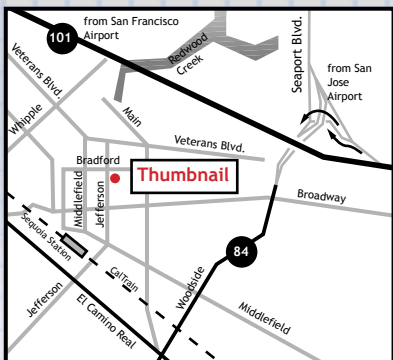 from San Francisco
Airport
101
Redwood
Creek
Seaport Blvd.
from San
Jose
Airport
Veterans Blvd.
Whipple
Main
Veterans Blvd.
Bradford
Thumbnail
Middlefield
Jefferson
Broadway
Sequoia Station
CalTrain
84
Woodside
Jefferson
El Camino Real
Middlefield